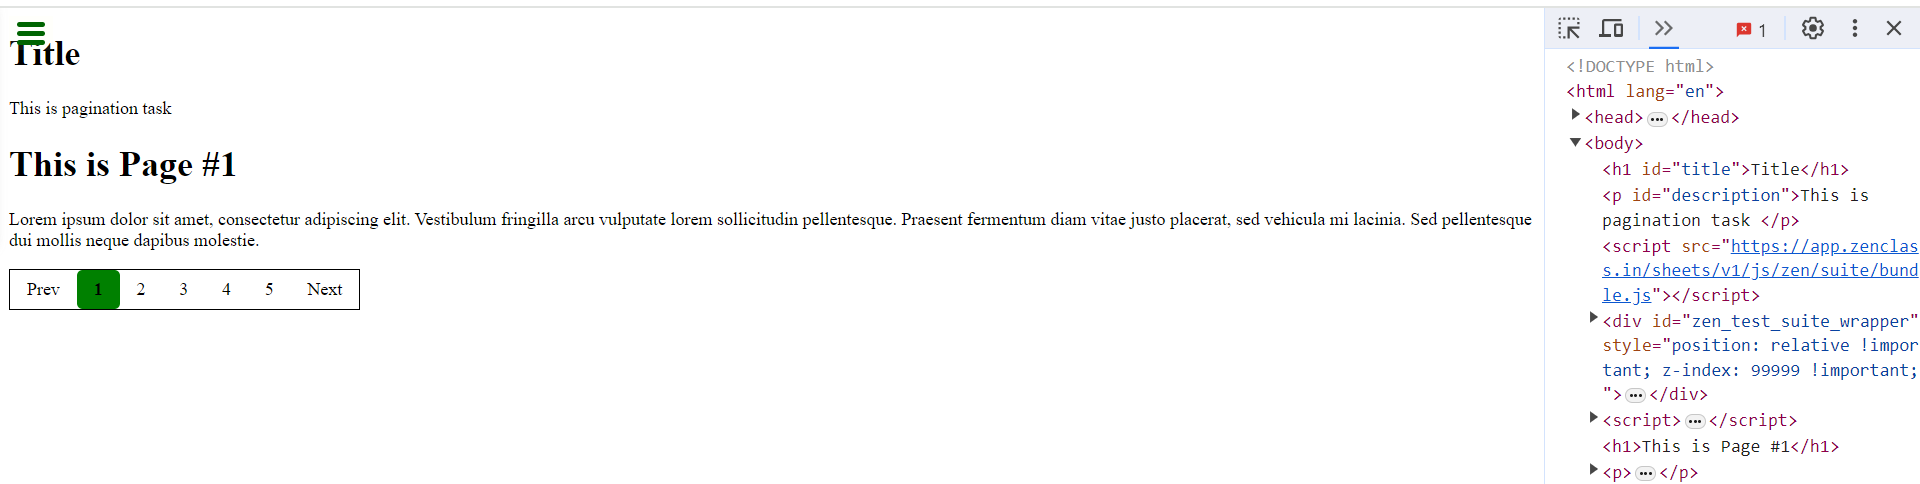 Title
This is pagination task
This is Page #1
Lorem ipsum dolor sit amet, consectetur adipiscing elit. Vestibulum fringilla arcu vulputate lorem sollicitudin pellentesque. Praesent fermentum diam vitae justo placerat, sed vehicula mi lacinia. Sed pellentesque
dui mollis neque dapibus molestie.
Prev 1 2 3 4 5 Next
1
<!DOCTYPE html>
<html lang="en">
<head>…</head>
<body>
<h1 id="title">Title</h1>
<p id="description">This is
pagination task </p>
<script src="https://app.zenclas
s.in/sheets/v1/js/zen/suite/bund
le.js"></script>
<div id="zen_test_suite_wrapper"
style="position: relative !impor
tant; z-index: 99999 !important;
">…</div>
<script>…</script>
<h1>This is Page #1</h1>
<p>…</p>